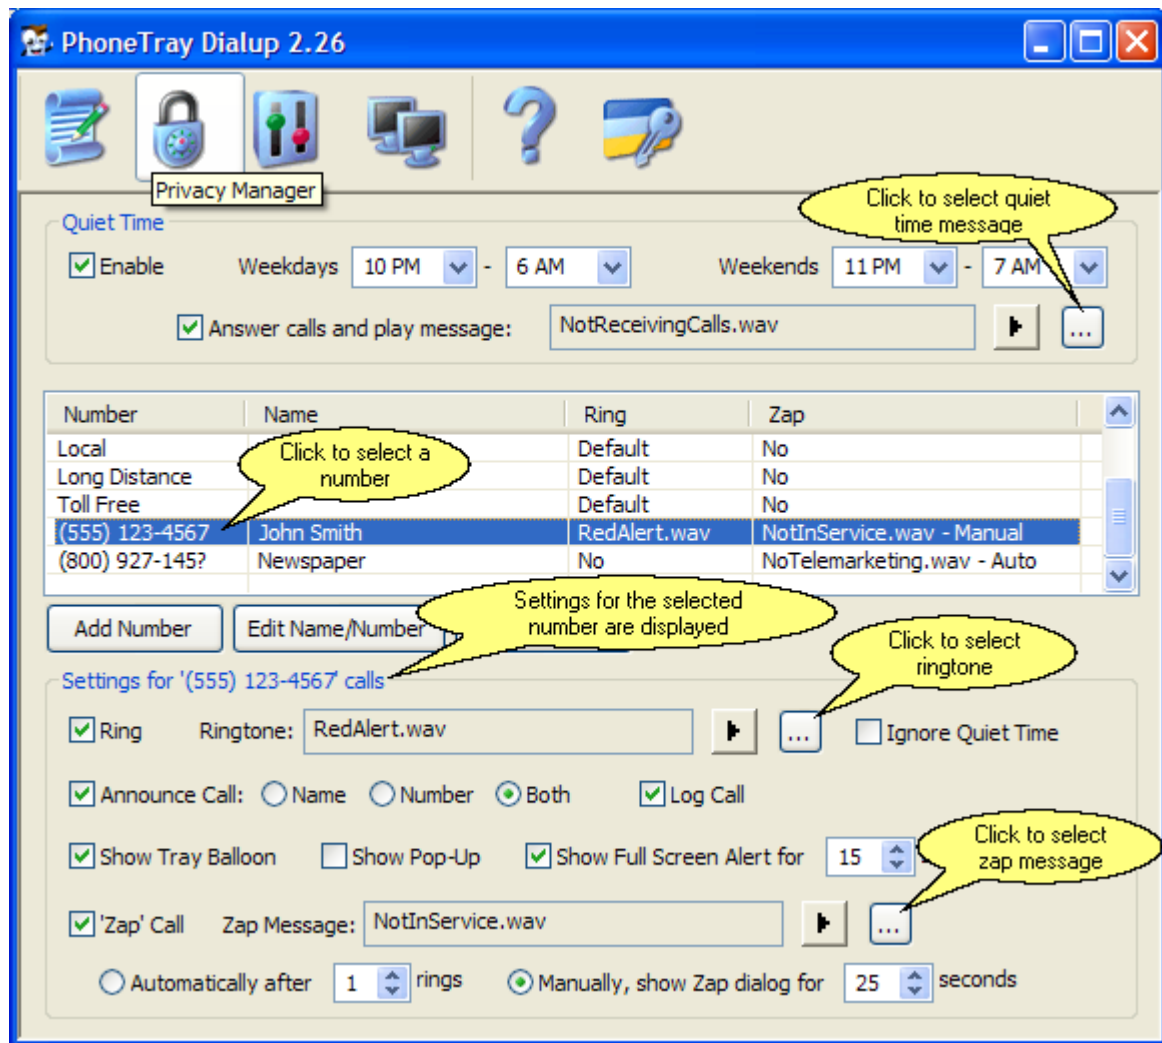 PhoneTray Dialup 2.26
Privacy Manager
Click to select quiet
time message
Quiet Time
Enable Weekdays 10 PM - 6 AM Weekends 11 PM - 7 AM
Answer calls and play message: NotReceivingCalls.wav ...
Number Name Ring Zap
Local Default No
Long Distance Default No
Toll Free Default No
Click to select a
number
(555) 123-4567 John Smith RedAlert.wav NotInService.wav - Manual
(800) 927-145? Newspaper No NoTelemarketing.wav - Auto
Add Number Edit Name/Number
Settings for the selected
number are displayed
Click to select
ringtone
Settings for '(555) 123-4567' calls
Ring Ringtone: RedAlert.wav ... Ignore Quiet Time
Announce Call: Name Number Both Log Call
Show Tray Balloon Show Pop-Up Show Full Screen Alert for 15
Click to select
zap message
'Zap' Call Zap Message: NotInService.wav ...
Automatically after 1 rings Manually, show Zap dialog for 25 seconds